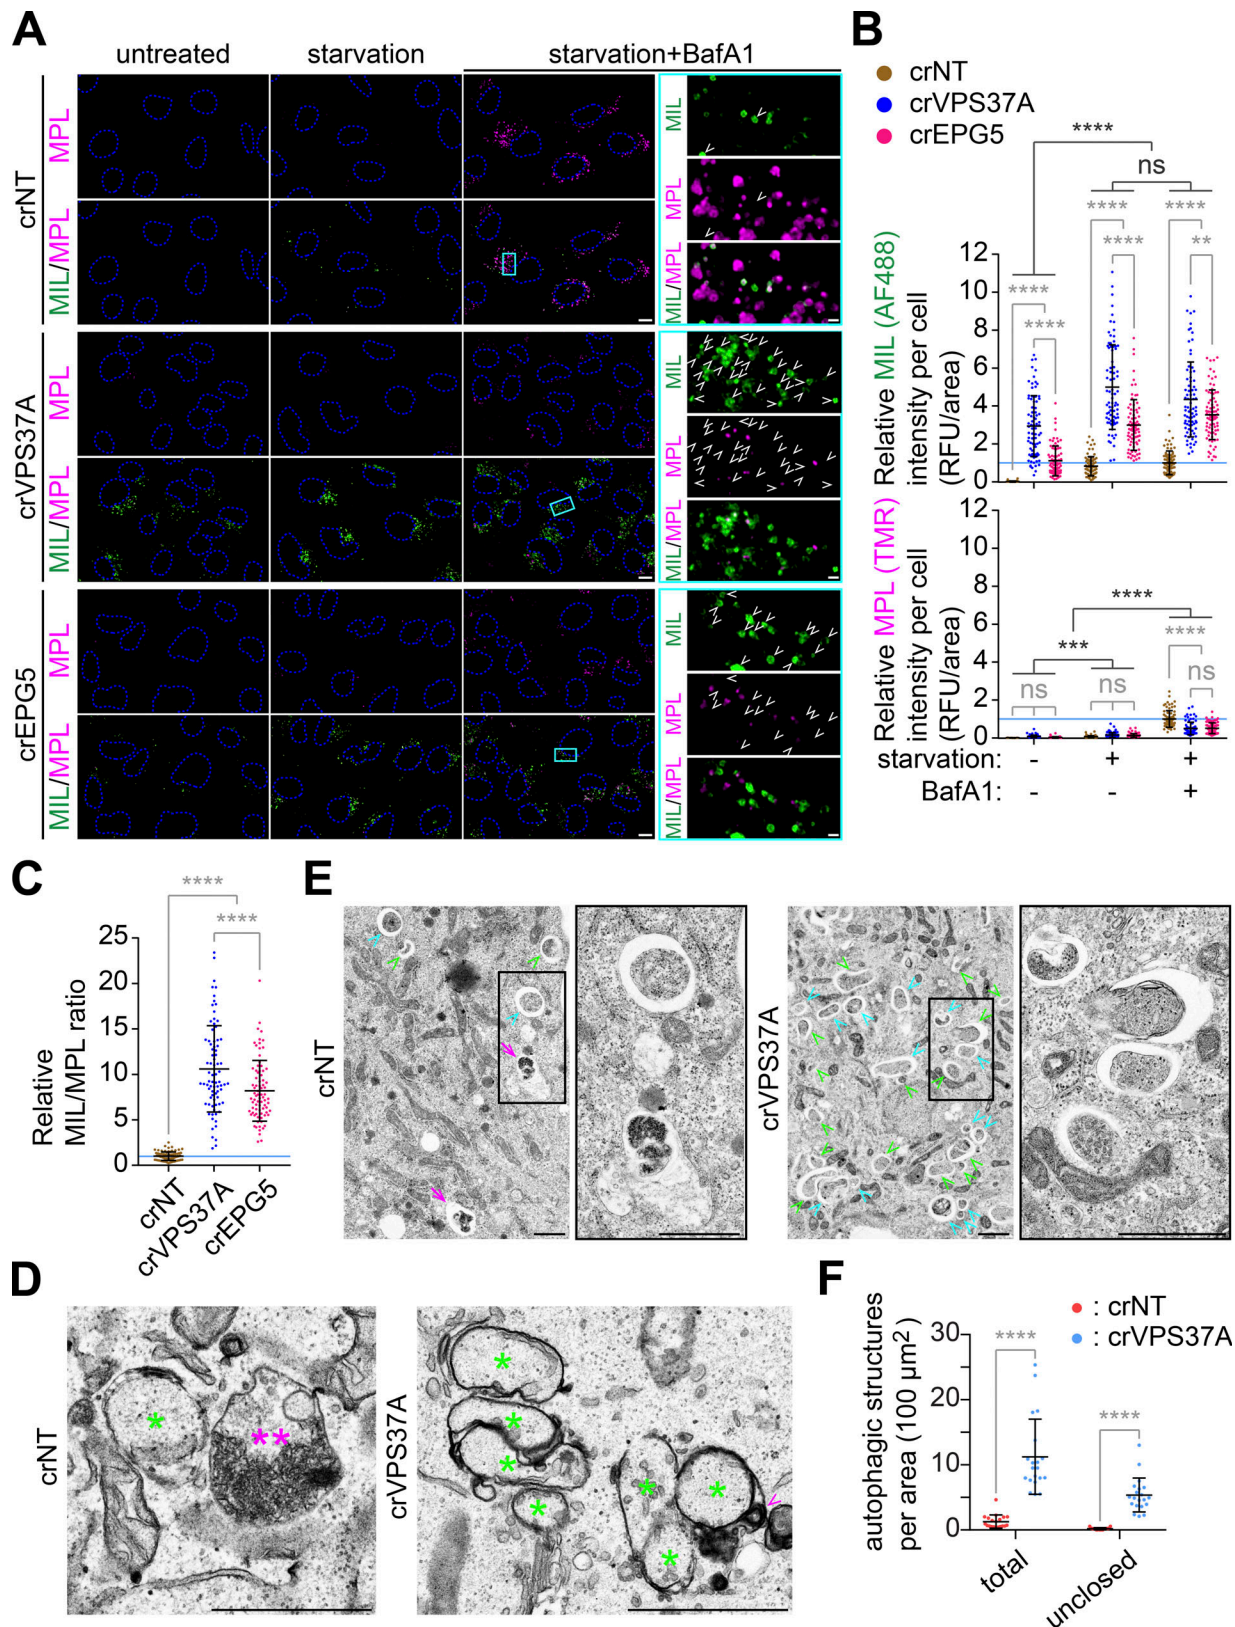 A
untreated
starvation
starvation+BafA1
crNT
MPL
MIL/MPL
MIL
MPL
MIL/MPL
crVPS37A
MPL
MIL/MPL
MIL
MPL
MIL/MPL
crEPG5
MPL
MIL/MPL
MIL
MPL
MIL/MPL
B
crNT
crVPS37A
crEPG5
****
ns
**** ****
**** **
****
****
Relative MIL (AF488)
intensity per cell
(RFU/area)
12
10
8
6
4
2
0
Relative MPL (TMR)
intensity per cell
(RFU/area)
12
10
8
6
4
2
0
****
*** ****
ns ns ns
starvation: - + +
BafA1: - - +
C
****
****
Relative
MIL/MPL ratio
25
20
15
10
5
0
crNT
crVPS37A
crEPG5
E
crNT
crVPS37A
D
crNT
*
**
crVPS37A
*
*
*
*
*
*
*
F
: crNT
: crVPS37A
autophagic structures
per area (100 µm²)
30
20
10
0
****
****
total
unclosed